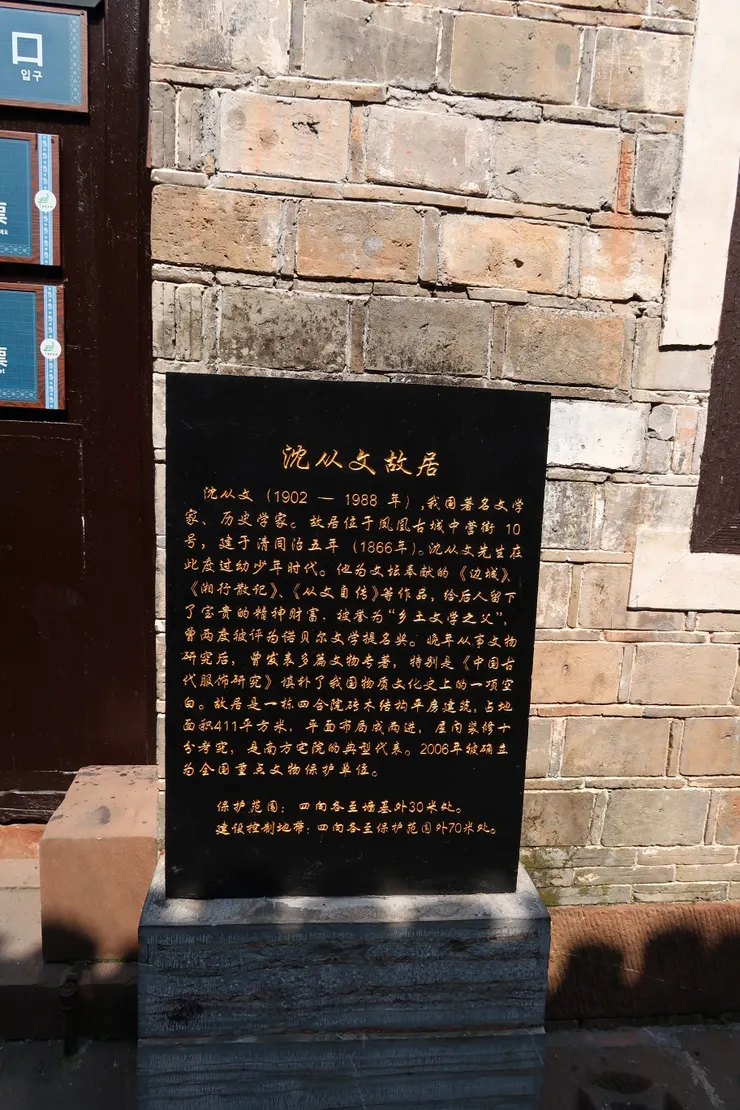 口
입구
票
票
沈从文故居
沈从文（1902 — 1988 年），我国著名文学
家、历史学家。故居位于凤凰古城中营街 10
号，建于清同治五年（1866年）。沈从文先生在
此度过幼少年时代。他为文坛奉献的《边城》、
《湘行散记》、《从文自传》等作品，给后人留下
了宝贵的精神财富，被誉为“乡土文学之父”，
曾两度被评为诺贝尔文学提名奖。晚年从事文物
研究后，曾发表多篇文物专著，特别是《中国古
代服饰研究》填补了我国物质文化史上的一项空
白。故居是一栋四合院砖木结构平房建筑，占地
面积411平方米，平面布局成两进，屋内装修十
分考究，是南方宅院的典型代表。2006年被确定
为全国重点文物保护单位。
保护范围：四向各至墙基外30米处。
建设控制地带：四向各至保护范围外70米处。